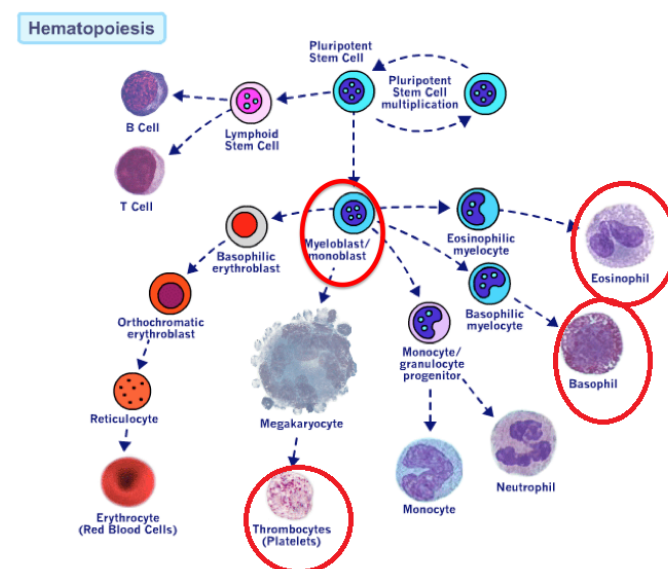 Hematopoiesis
Pluripotent
Stem Cell
Pluripotent
Stem Cell
multiplication
B Cell
Lymphoid
Stem Cell
T Cell
Basophilic
erythroblast
Myeloblast/
monoblast
Eosinophilic
myelocyte
Eosinophil
Orthochromatic
erythroblast
Basophilic
myelocyte
Monocyte/
granulocyte
progenitor
Basophil
Reticulocyte
Megakaryocyte
Erythrocyte
(Red Blood Cells)
Thrombocytes
(Platelets)
Monocyte
Neutrophil